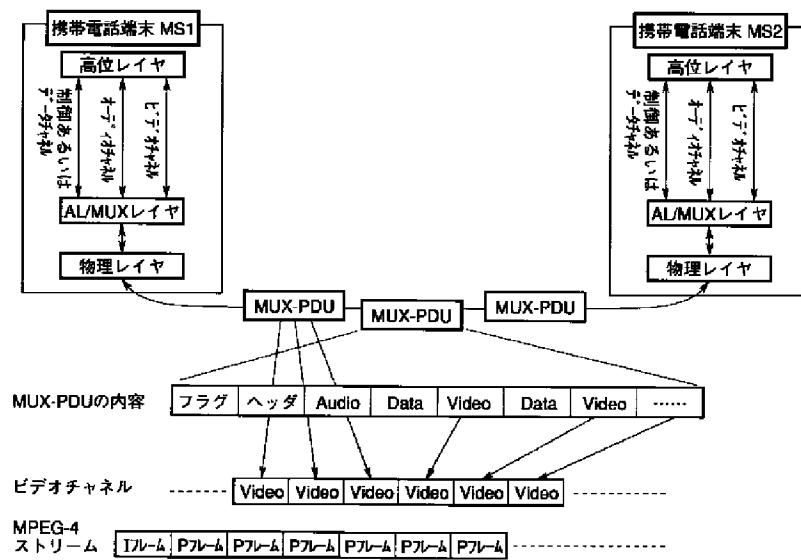 携帯電話端末 MS1
高位レイヤ
制御あるいは
データチャネル
オーディオチャネル
ビデオチャネル
AL/MUXレイヤ
物理レイヤ
携帯電話端末 MS2
高位レイヤ
制御あるいは
データチャネル
オーディオチャネル
ビデオチャネル
AL/MUXレイヤ
物理レイヤ
MUX-PDU
MUX-PDU
MUX-PDU
MUX-PDUの内容
フラグ ヘッダ Audio Data Video Data Video ……
ビデオチャネル
Video Video Video Video Video Video
MPEG-4
ストリーム
Iフレーム Pフレーム Pフレーム Pフレーム Pフレーム Pフレーム Pフレーム